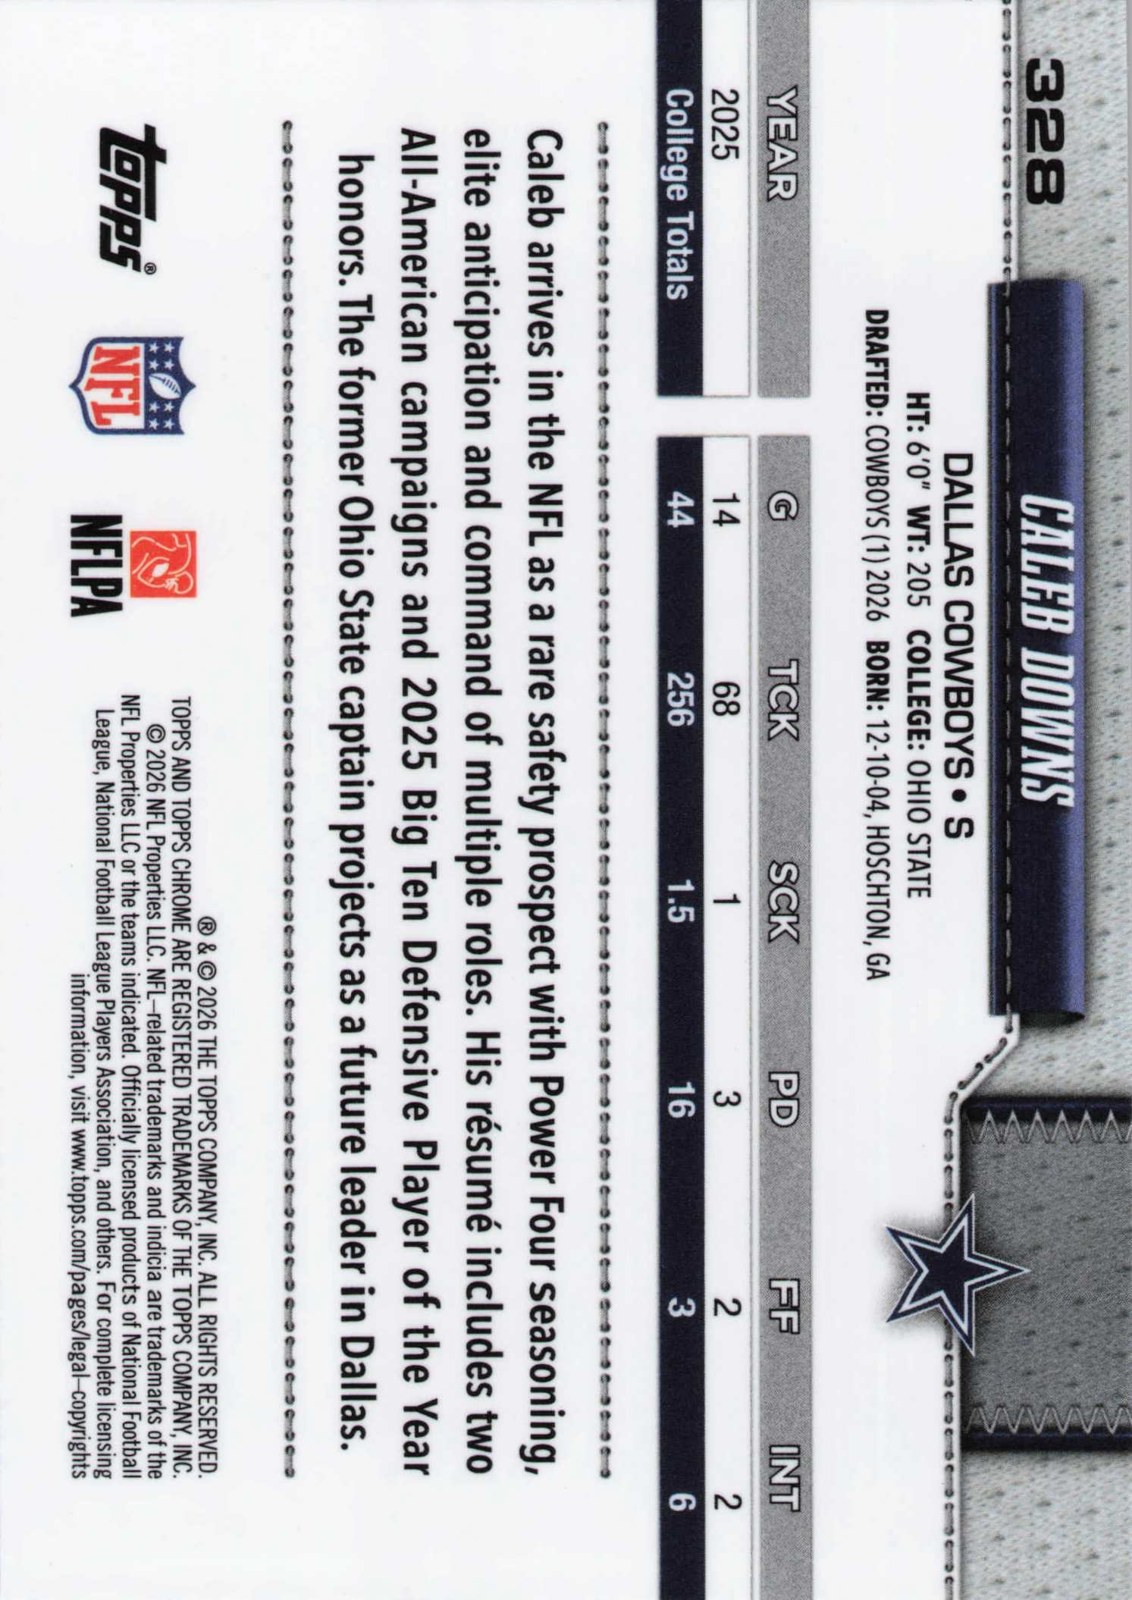 328
CALEB DOWNS
DALLAS COWBOYS • S
HT: 6'0" WT: 205 COLLEGE: OHIO STATE
DRAFTED: COWBOYS (1) 2026 BORN: 12-10-04, HOSCHTON, GA
YEAR G TCK SCK PD FF INT
2025 14 68 1 3 2 2
College Totals 44 256 1.5 16 3 6
Caleb arrives in the NFL as a rare safety prospect with Power Four seasoning,
elite anticipation and command of multiple roles. His résumé includes two
All-American campaigns and 2025 Big Ten Defensive Player of the Year
honors. The former Ohio State captain projects as a future leader in Dallas.
topps®
NFL
NFLPA
® & © 2026 THE TOPPS COMPANY, INC. ALL RIGHTS RESERVED.
TOPPS AND TOPPS CHROME ARE REGISTERED TRADEMARKS OF THE TOPPS COMPANY, INC.
© 2026 NFL Properties LLC. NFL-related trademarks and indicia are trademarks of the
NFL Properties LLC or the teams indicated. Officially licensed products of National Football
League, National Football League Players Association, and others. For complete licensing
information, visit www.topps.com/pages/legal-copyrights